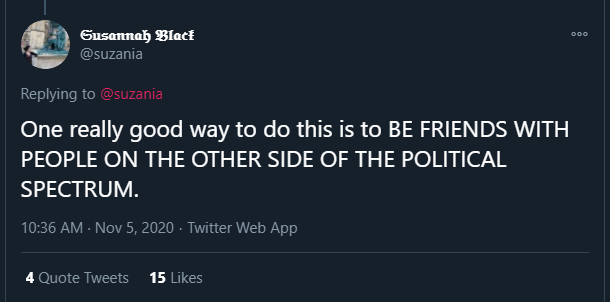 𝕾𝖚𝖘𝖆𝖓𝖓𝖆𝖍 𝕭𝖑𝖆𝖈𝖐
@suzania
Replying to @suzania
One really good way to do this is to BE FRIENDS WITH
PEOPLE ON THE OTHER SIDE OF THE POLITICAL
SPECTRUM.
10:36 AM · Nov 5, 2020 · Twitter Web App
4 Quote Tweets 15 Likes